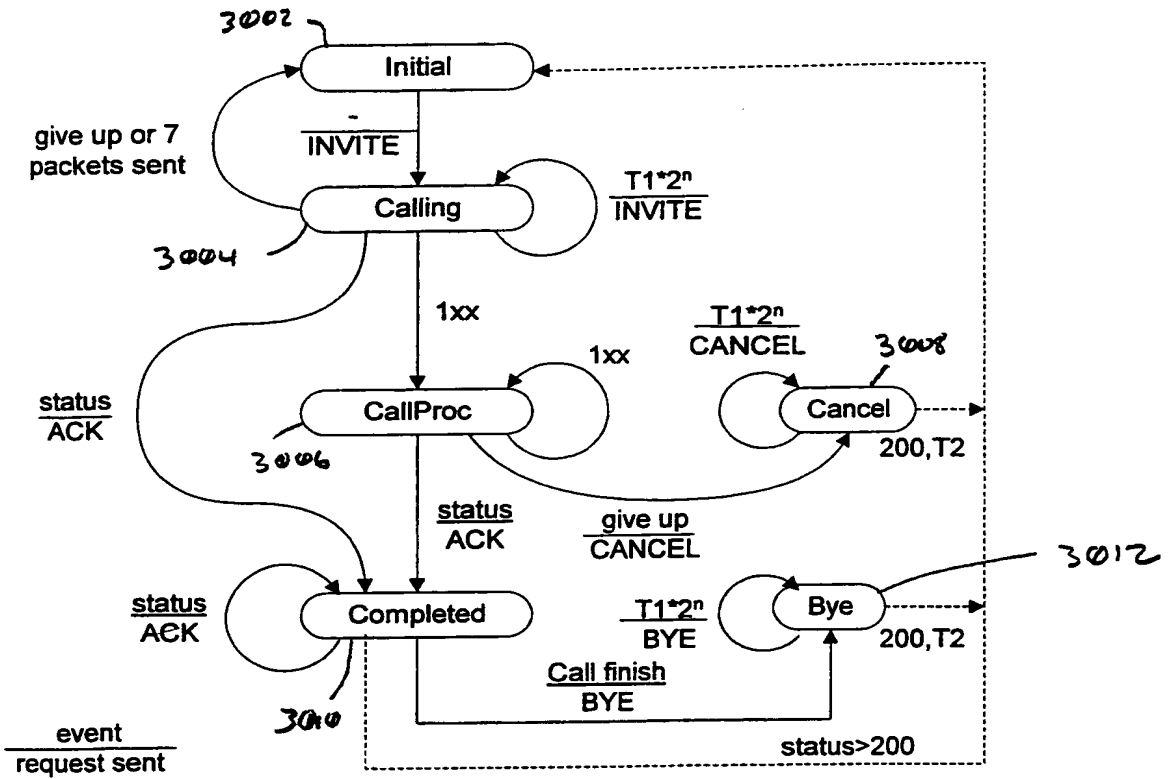 3002
Initial
give up or 7
packets sent
-
INVITE
Calling
T1*2ⁿ
INVITE
3004
1xx
T1*2ⁿ
CANCEL
3008
1xx
status
ACK
CallProc
Cancel
200,T2
3006
status
ACK
give up
CANCEL
3012
status
ACK
Completed
T1*2ⁿ
BYE
Bye
200,T2
Call finish
BYE
3010
event
request sent
status>200